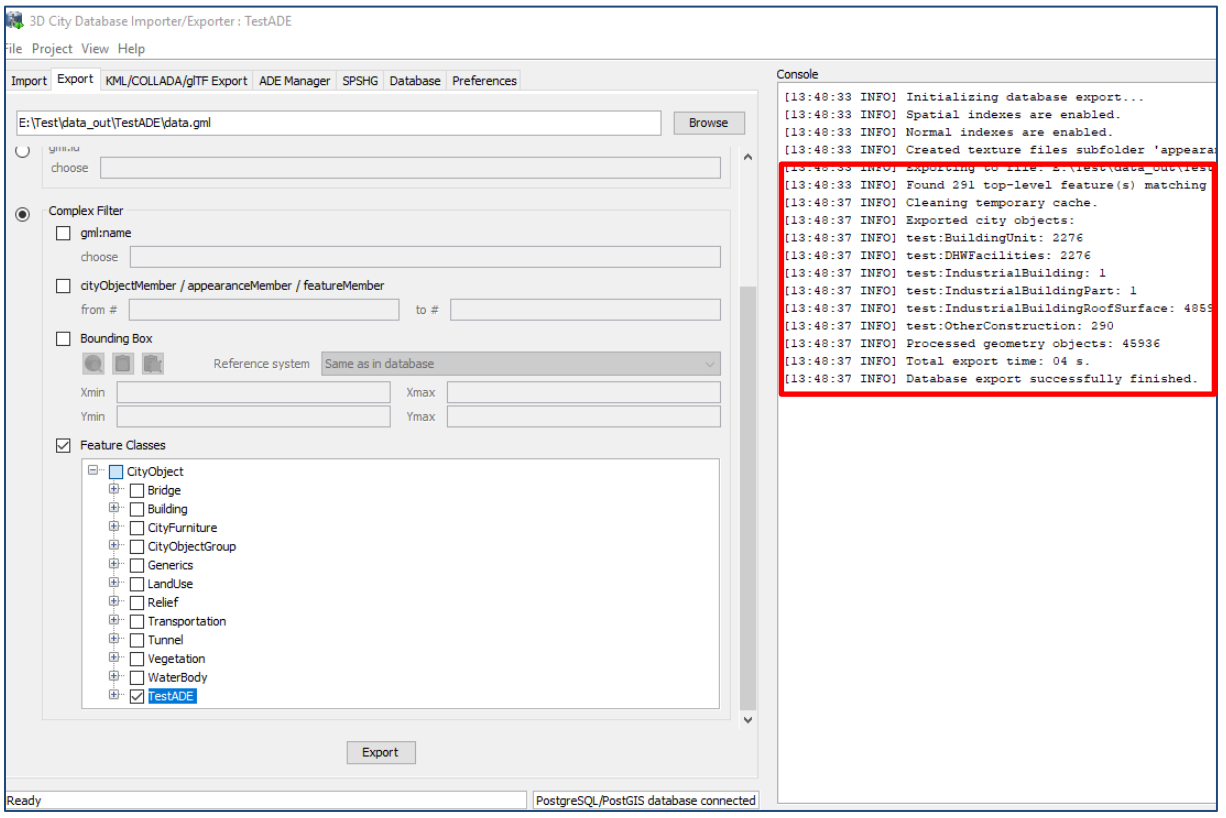 3D City Database Importer/Exporter : TestADE
File Project View Help
Import Export KML/COLLADA/glTF Export ADE Manager SPSHG Database Preferences
E:\Test\data_out\TestADE\data.gml Browse
gml:id
choose
Complex Filter
gml:name
choose
cityObjectMember / appearanceMember / featureMember
from # to #
Bounding Box
Reference system Same as in database
Xmin Xmax
Ymin Ymax
Feature Classes
CityObject
Bridge
Building
CityFurniture
CityObjectGroup
Generics
LandUse
Relief
Transportation
Tunnel
Vegetation
WaterBody
TestADE
Export
Ready PostgreSQL/PostGIS database connected
Console
[13:48:33 INFO] Initializing database export...
[13:48:33 INFO] Spatial indexes are enabled.
[13:48:33 INFO] Normal indexes are enabled.
[13:48:33 INFO] Created texture files subfolder 'appeara
[13:48:33 INFO] Exporting to file: E:\Test\data_out\Test
[13:48:33 INFO] Found 291 top-level feature(s) matching
[13:48:37 INFO] Cleaning temporary cache.
[13:48:37 INFO] Exported city objects:
[13:48:37 INFO] test:BuildingUnit: 2276
[13:48:37 INFO] test:DHWFacilities: 2276
[13:48:37 INFO] test:IndustrialBuilding: 1
[13:48:37 INFO] test:IndustrialBuildingPart: 1
[13:48:37 INFO] test:IndustrialBuildingRoofSurface: 4859
[13:48:37 INFO] test:OtherConstruction: 290
[13:48:37 INFO] Processed geometry objects: 45936
[13:48:37 INFO] Total export time: 04 s.
[13:48:37 INFO] Database export successfully finished.